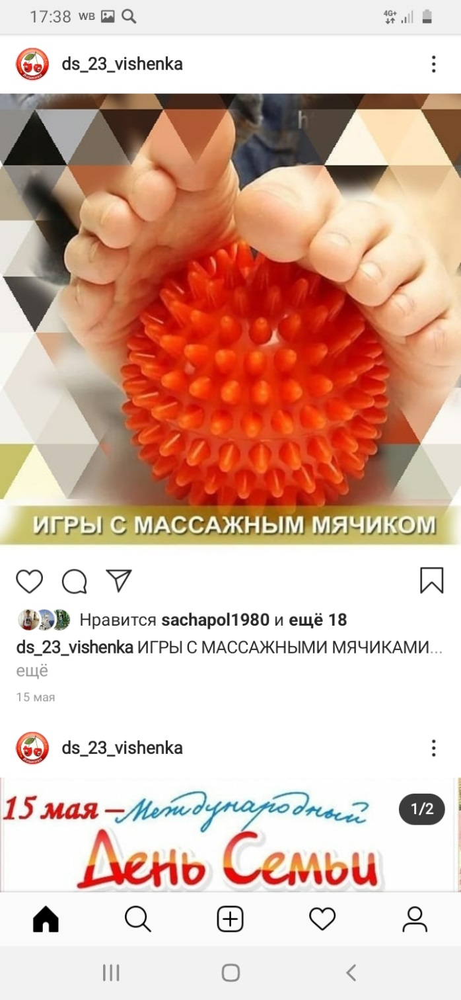 17:38 WB
4G+
ds_23_vishenka
h
ИГРЫ С МАССАЖНЫМ МЯЧИКОМ
Нравится sachapol1980 и ещё 18
ds_23_vishenka ИГРЫ С МАССАЖНЫМИ МЯЧИКАМИ...
ещё
15 мая
ds_23_vishenka
15 мая – Международный
1/2
День Семьи